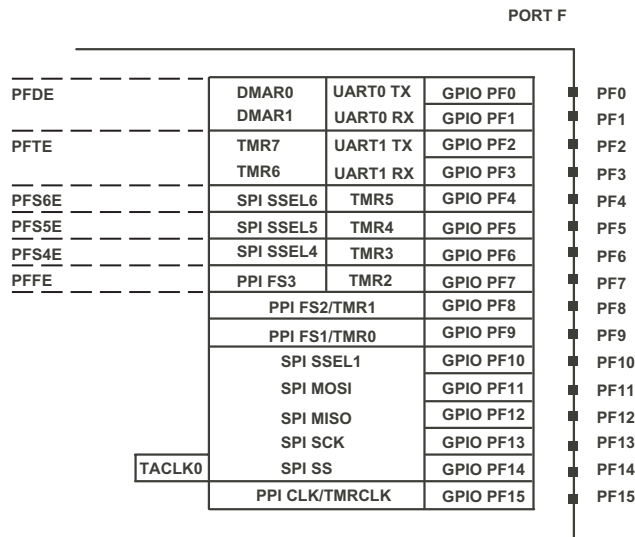 PORT F
PFDE DMAR0 UART0 TX GPIO PF0 PF0
DMAR1 UART0 RX GPIO PF1 PF1
PFTE TMR7 UART1 TX GPIO PF2 PF2
TMR6 UART1 RX GPIO PF3 PF3
PFS6E SPI SSEL6 TMR5 GPIO PF4 PF4
PFS5E SPI SSEL5 TMR4 GPIO PF5 PF5
PFS4E SPI SSEL4 TMR3 GPIO PF6 PF6
PFFE PPI FS3 TMR2 GPIO PF7 PF7
PPI FS2/TMR1 GPIO PF8 PF8
PPI FS1/TMR0 GPIO PF9 PF9
SPI SSEL1 GPIO PF10 PF10
SPI MOSI GPIO PF11 PF11
SPI MISO GPIO PF12 PF12
SPI SCK GPIO PF13 PF13
TACLK0 SPI SS GPIO PF14 PF14
PPI CLK/TMRCLK GPIO PF15 PF15